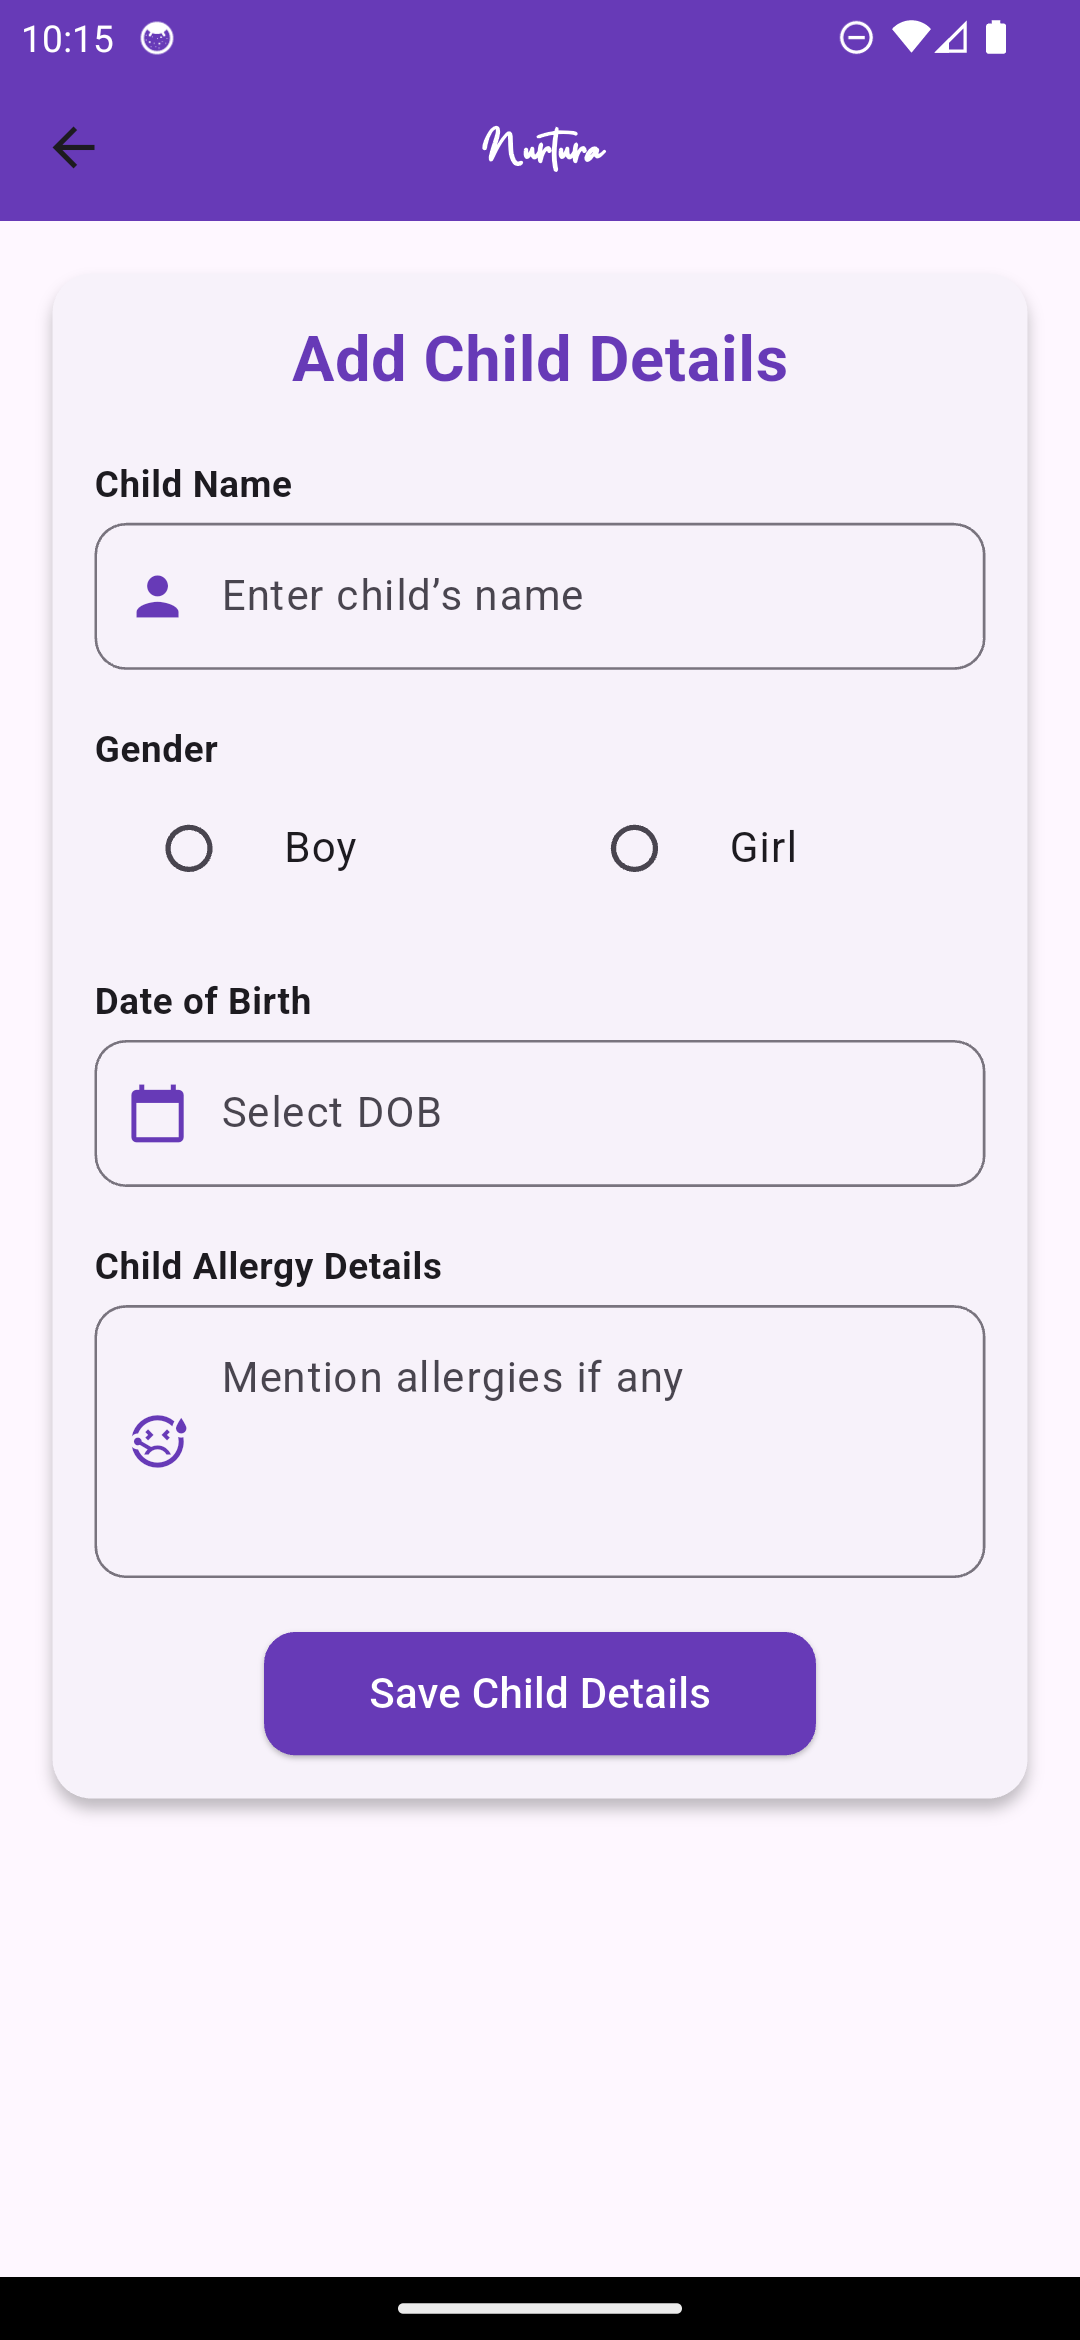 10:15
Nurtura
Add Child Details
Child Name
Enter child’s name
Gender
Boy Girl
Date of Birth
Select DOB
Child Allergy Details
Mention allergies if any
Save Child Details